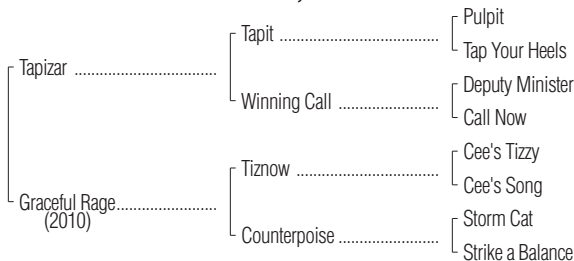 Pulpit
Tapit
Tap Your Heels
Tapizar
Deputy Minister
Winning Call
Call Now
Cee's Tizzy
Tiznow
Cee's Song
Graceful Rage
(2010)
Storm Cat
Counterpoise
Strike a Balance